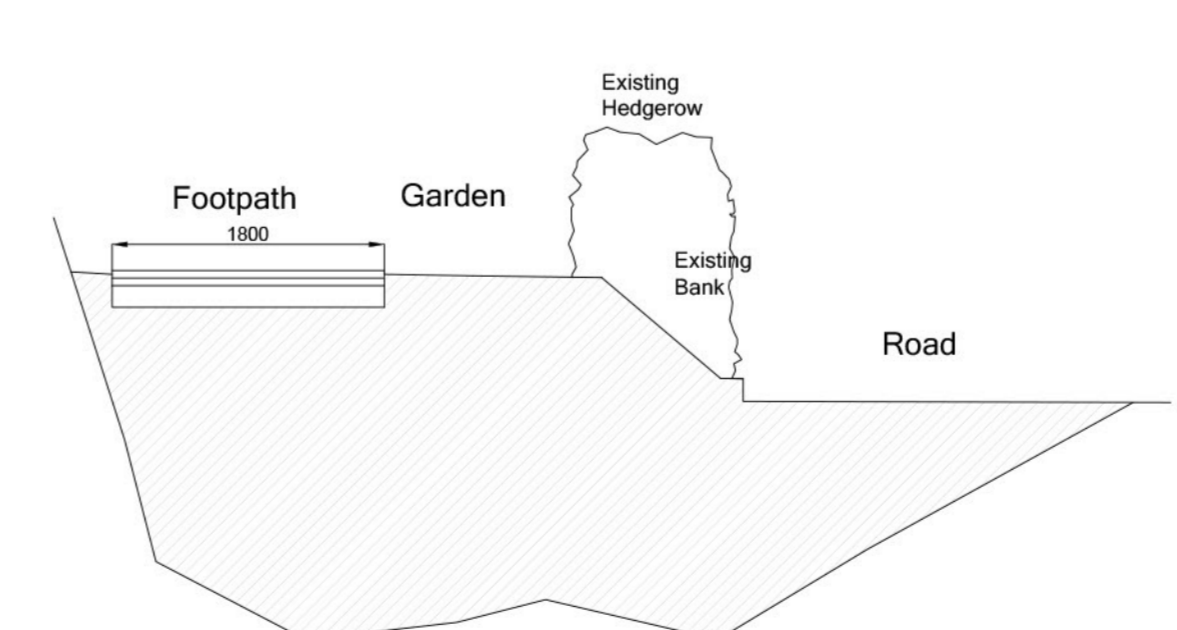 Existing
Hedgerow
Footpath
Garden
1800
Existing
Bank
Road